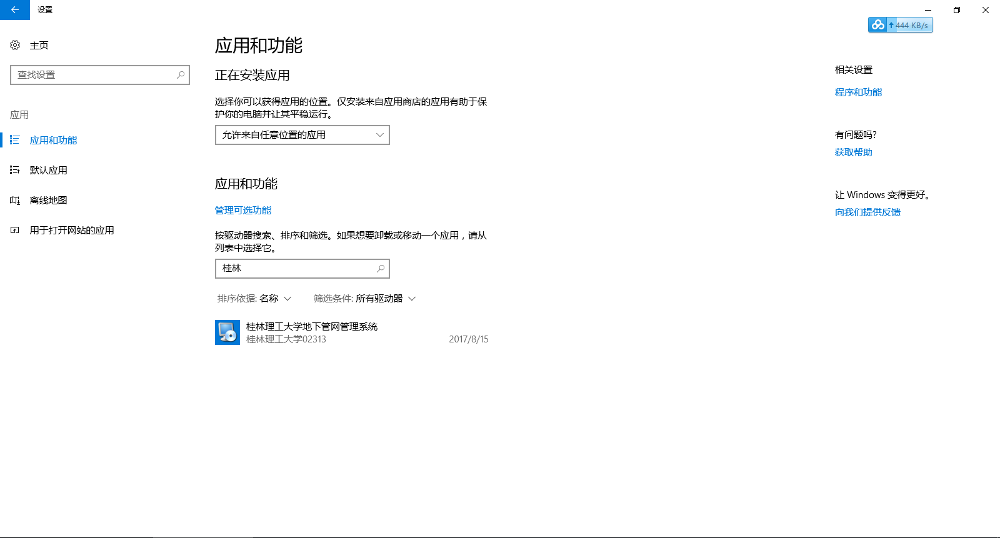 设置
444 KB/s
主页
查找设置
应用
应用和功能
默认应用
离线地图
用于打开网站的应用
应用和功能
正在安装应用
选择你可以获得应用的位置。仅安装来自应用商店的应用有助于保
护你的电脑并让其平稳运行。
允许来自任意位置的应用
应用和功能
管理可选功能
按驱动器搜索、排序和筛选。如果想要卸载或移动一个应用，请从
列表中选择它。
桂林
排序依据: 名称
筛选条件: 所有驱动器
桂林理工大学地下管网管理系统
桂林理工大学02313
2017/8/15
相关设置
程序和功能
有问题吗?
获取帮助
让 Windows 变得更好。
向我们提供反馈